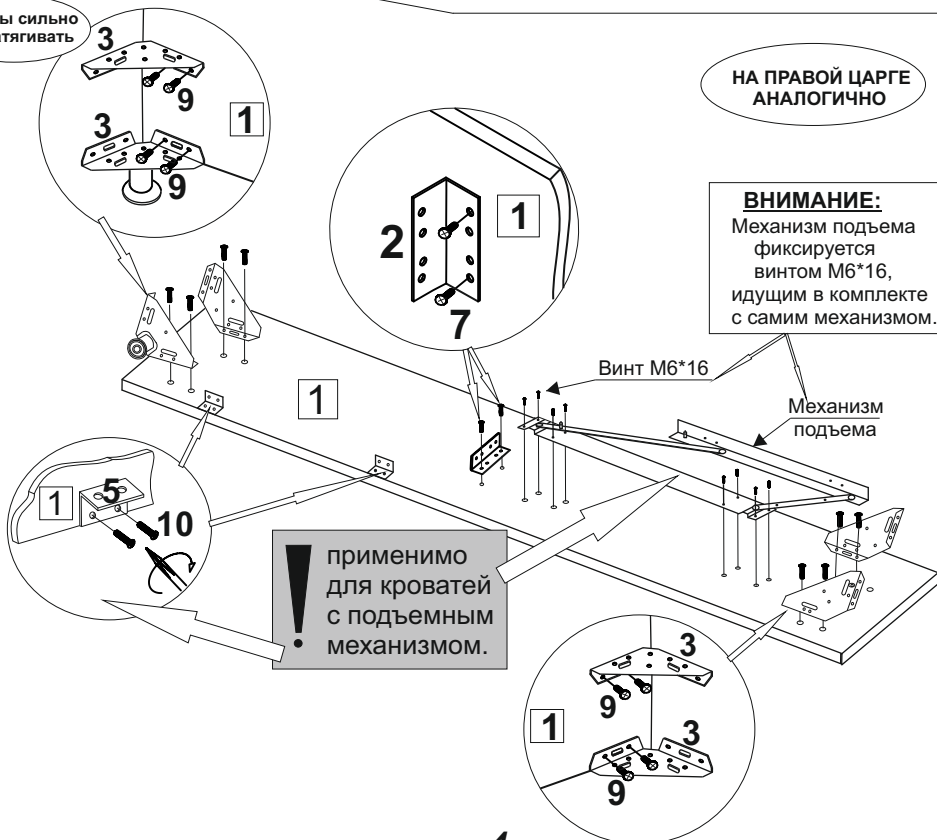 сильно
3
9
1
3
9
НА ПРАВОЙ ЦАРГЕ
АНАЛОГИЧНО
2
1
7
ВНИМАНИЕ:
Механизм подъема
фиксируется
винтом М6*16,
идущим в комплекте
с самим механизмом.
Винт М6*16
Механизм
подъема
1
1
5
10
!
применимо
для кроватей
с подъемным
механизмом.
3
9
1
3
9